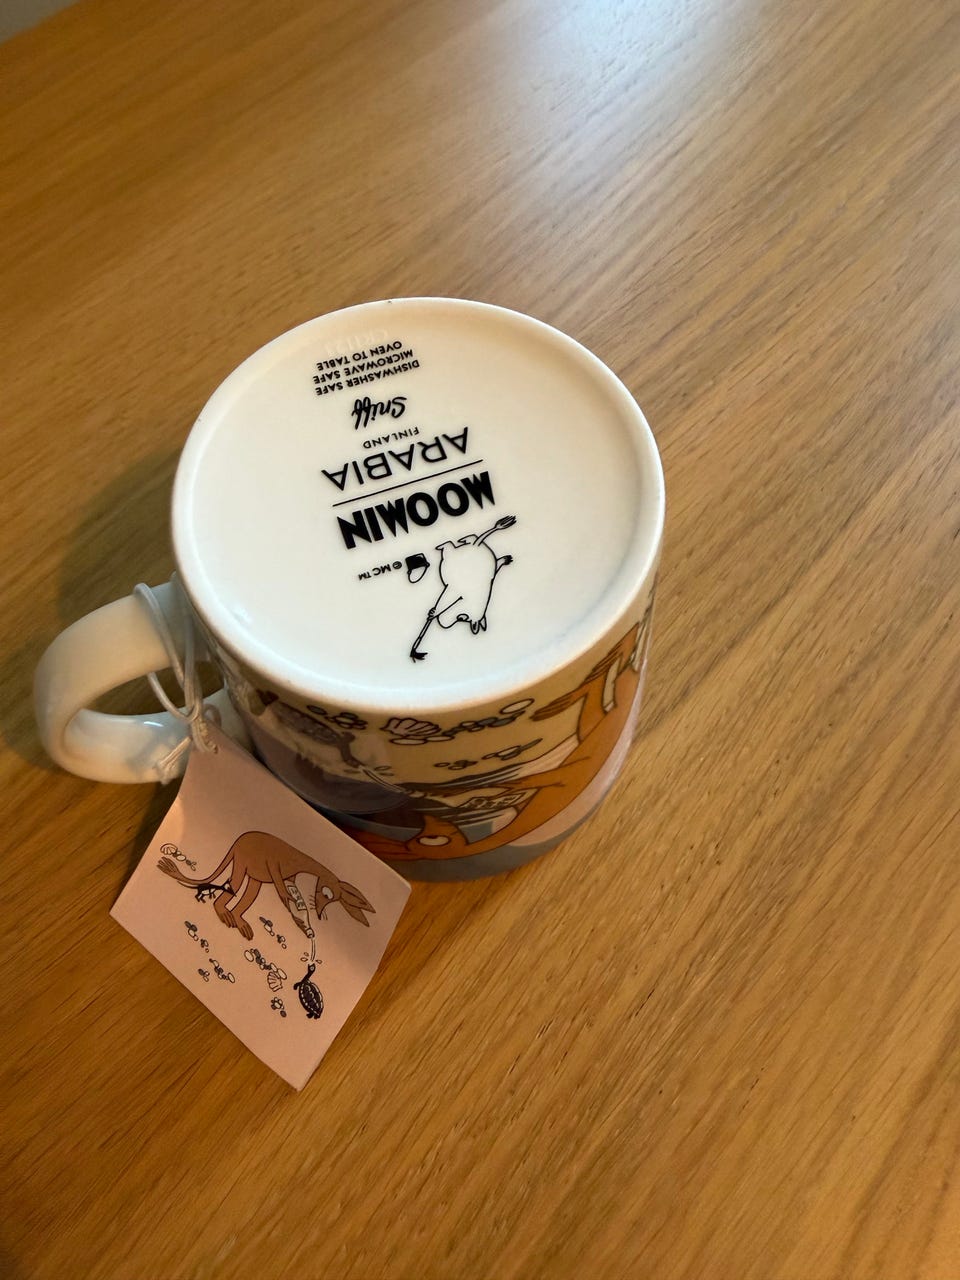 © MC™
MOOMIN
ARABIA
FINLAND
Sniff
DISHWASHER SAFE
MICROWAVE SAFE
OVEN TO TABLE